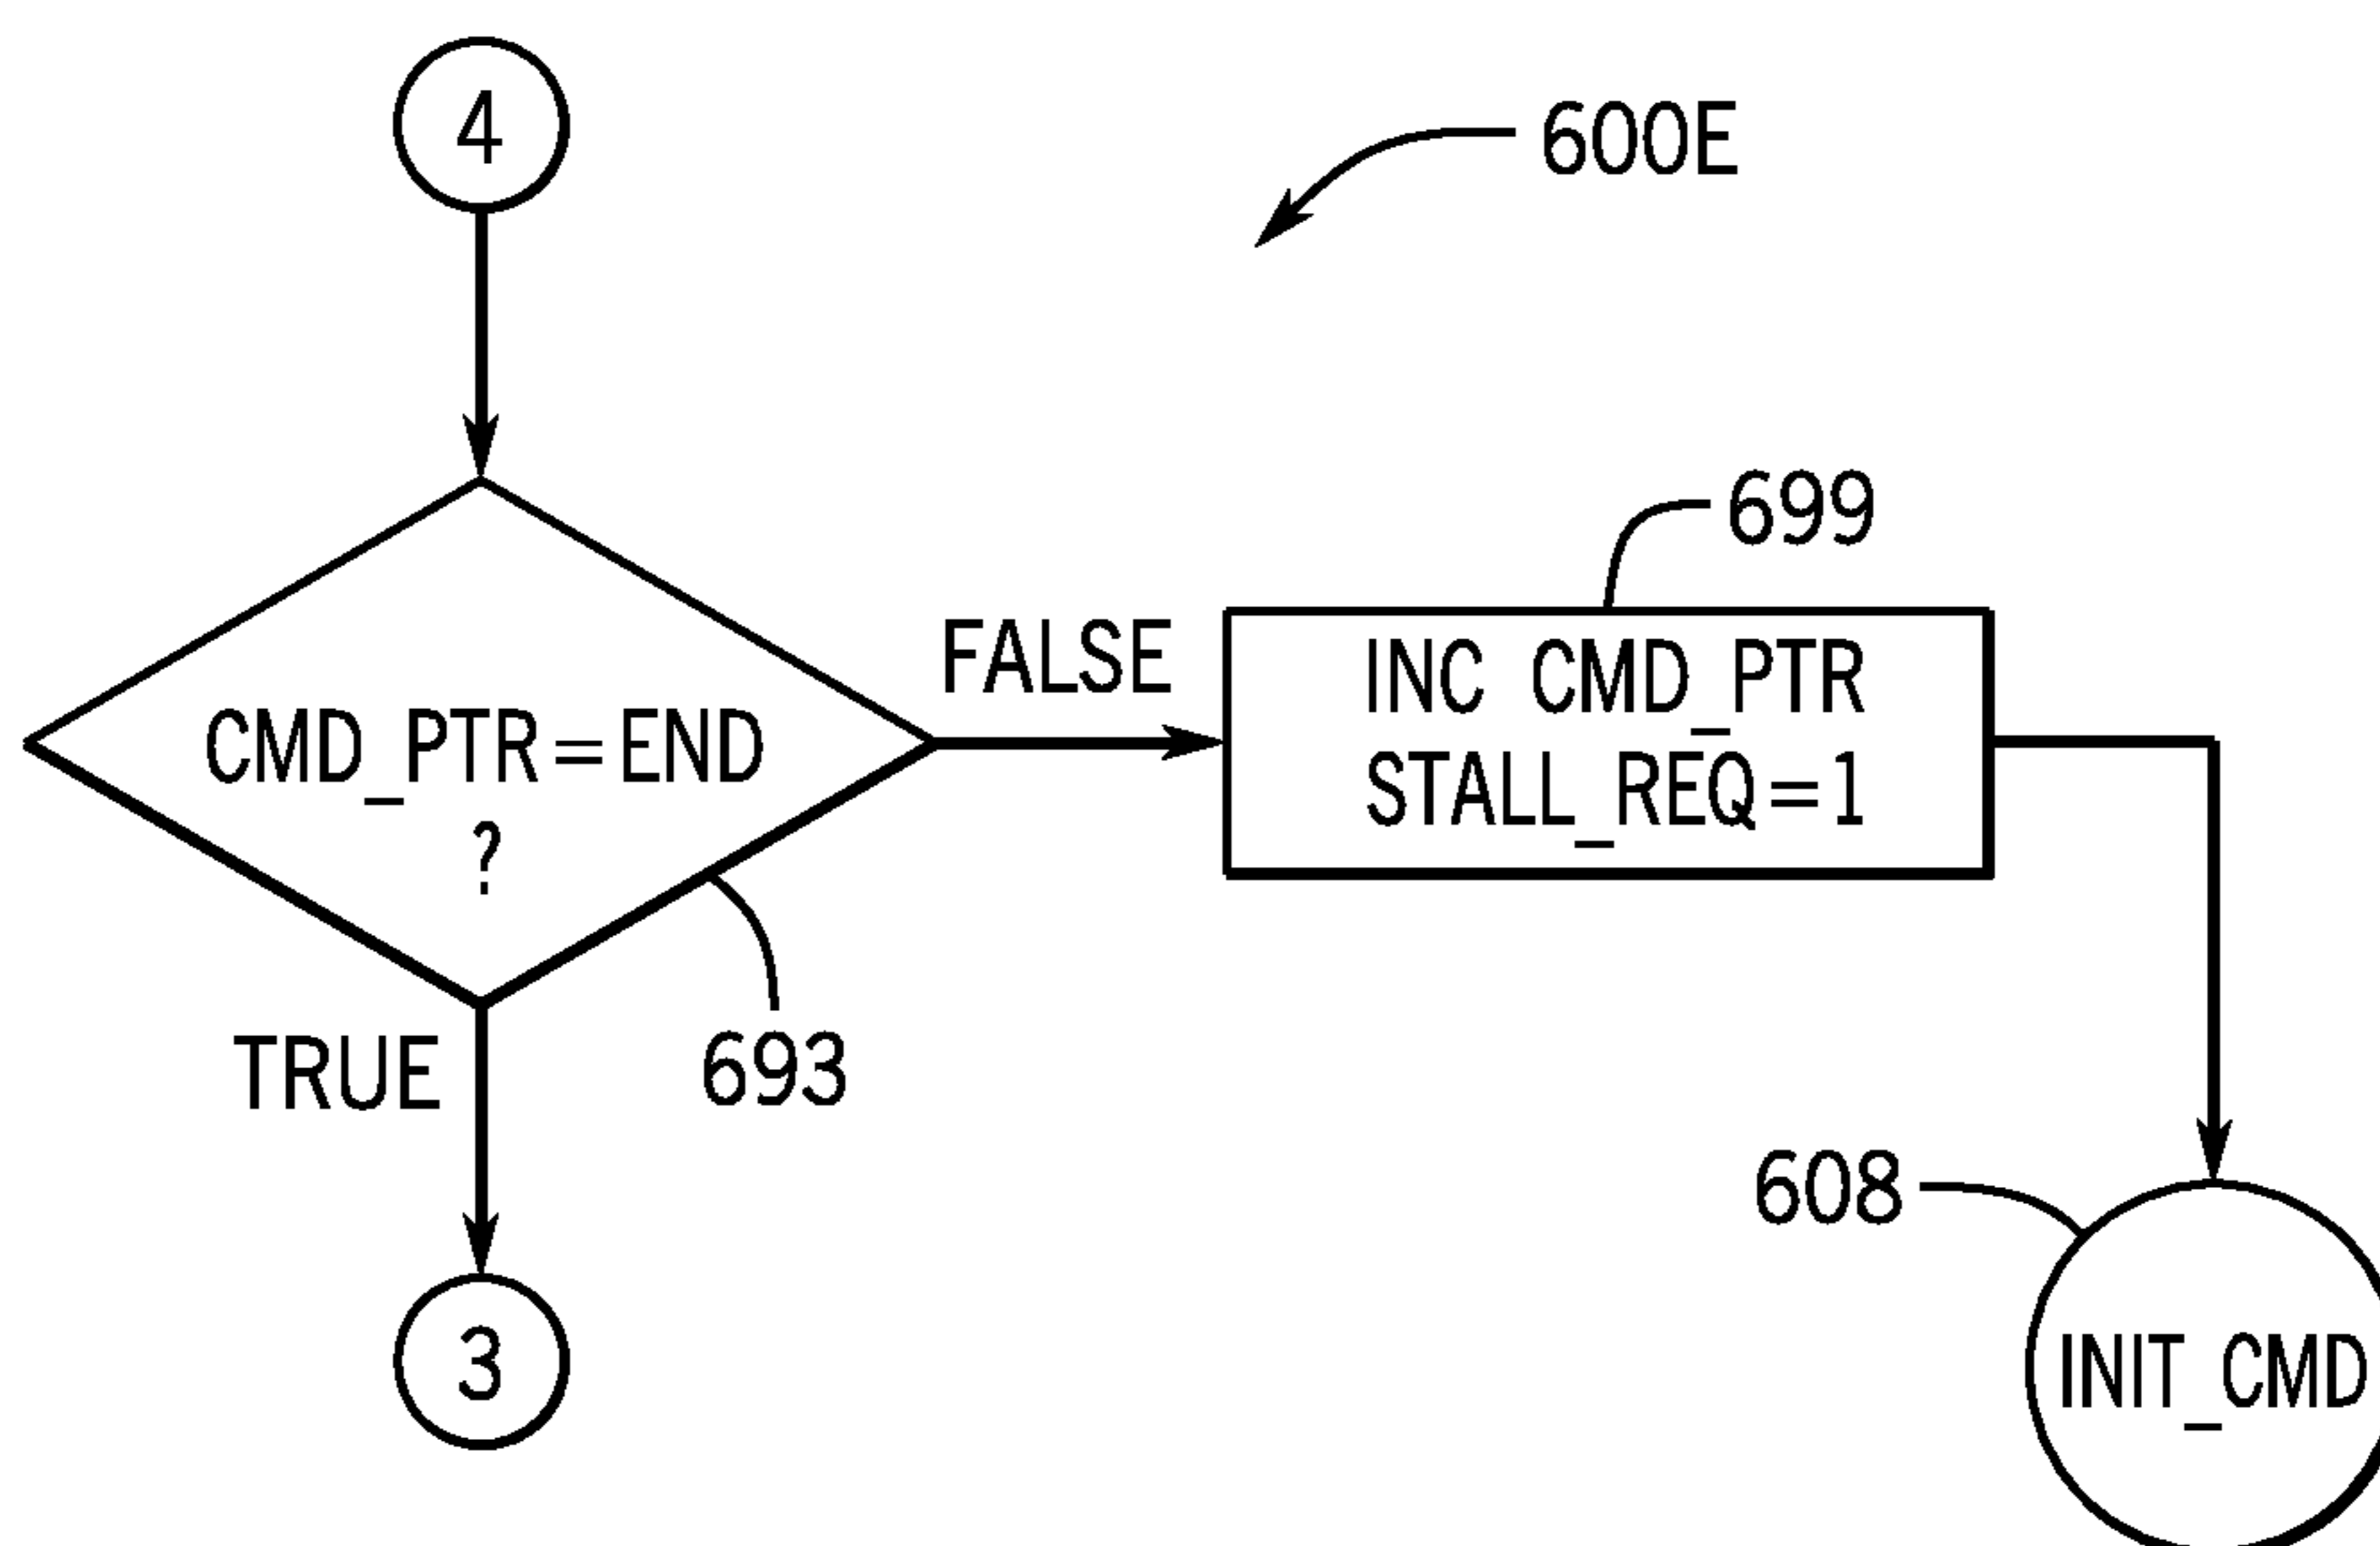 4
600E
699
FALSE
INC CMD_PTR
STALL_REQ=1
CMD_PTR=END
?
TRUE
693
608
3
INIT_CMD